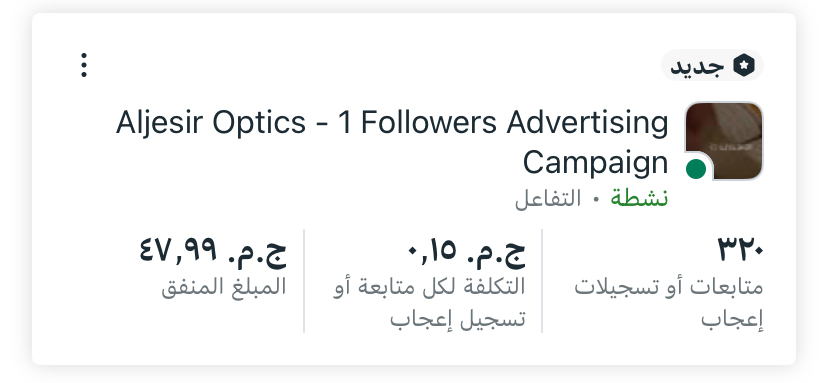 جديد
Aljesir Optics - 1 Followers Advertising
Campaign
نشطة • التفاعل
٣٢٠
متابعات أو تسجيلات
إعجاب
ج.م. ٠,١٥
التكلفة لكل متابعة أو
تسجيل إعجاب
ج.م. ٤٧,٩٩
المبلغ المنفق